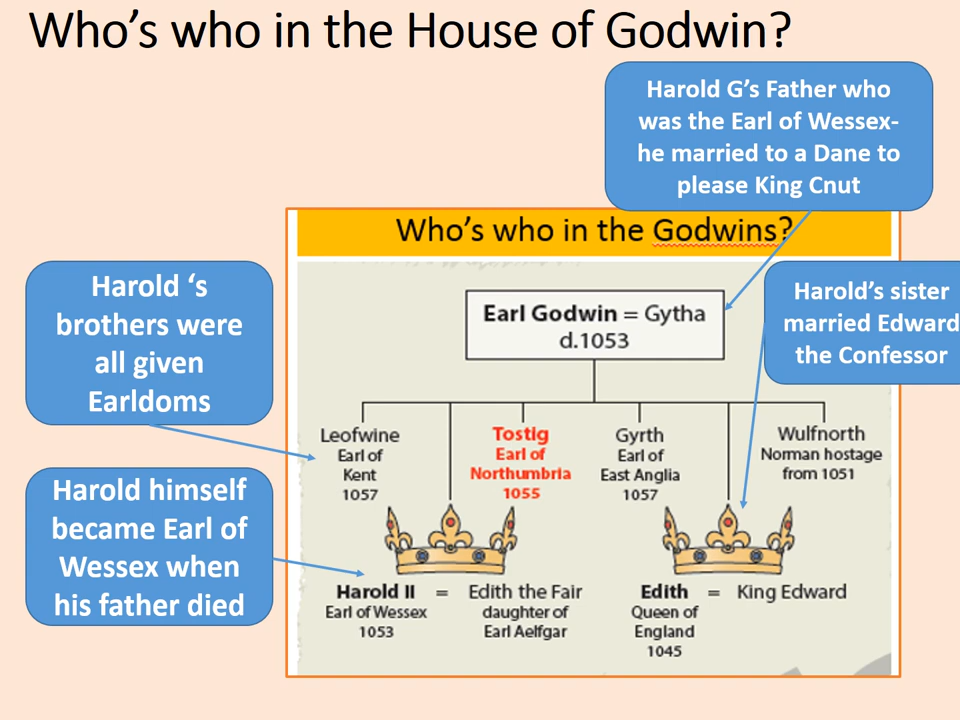 Who's who in the House of Godwin?
Harold G's Father who
was the Earl of Wessex-
he married to a Dane to
please King Cnut
Who's who in the Godwins?
Harold 's
brothers were
all given
Earldoms
Harold's sister
married Edward
the Confessor
Earl Godwin = Gytha
d.1053
Leofwine
Earl of
Kent
1057
Tostig
Earl of
Northumbria
1055
Gyrth
Earl of
East Anglia
1057
Wulfnorth
Norman hostage
from 1051
Harold himself
became Earl of
Wessex when
his father died
Harold II = Edith the Fair
Earl of Wessex daughter of
1053 Earl Aelfgar
Edith = King Edward
Queen of
England
1045